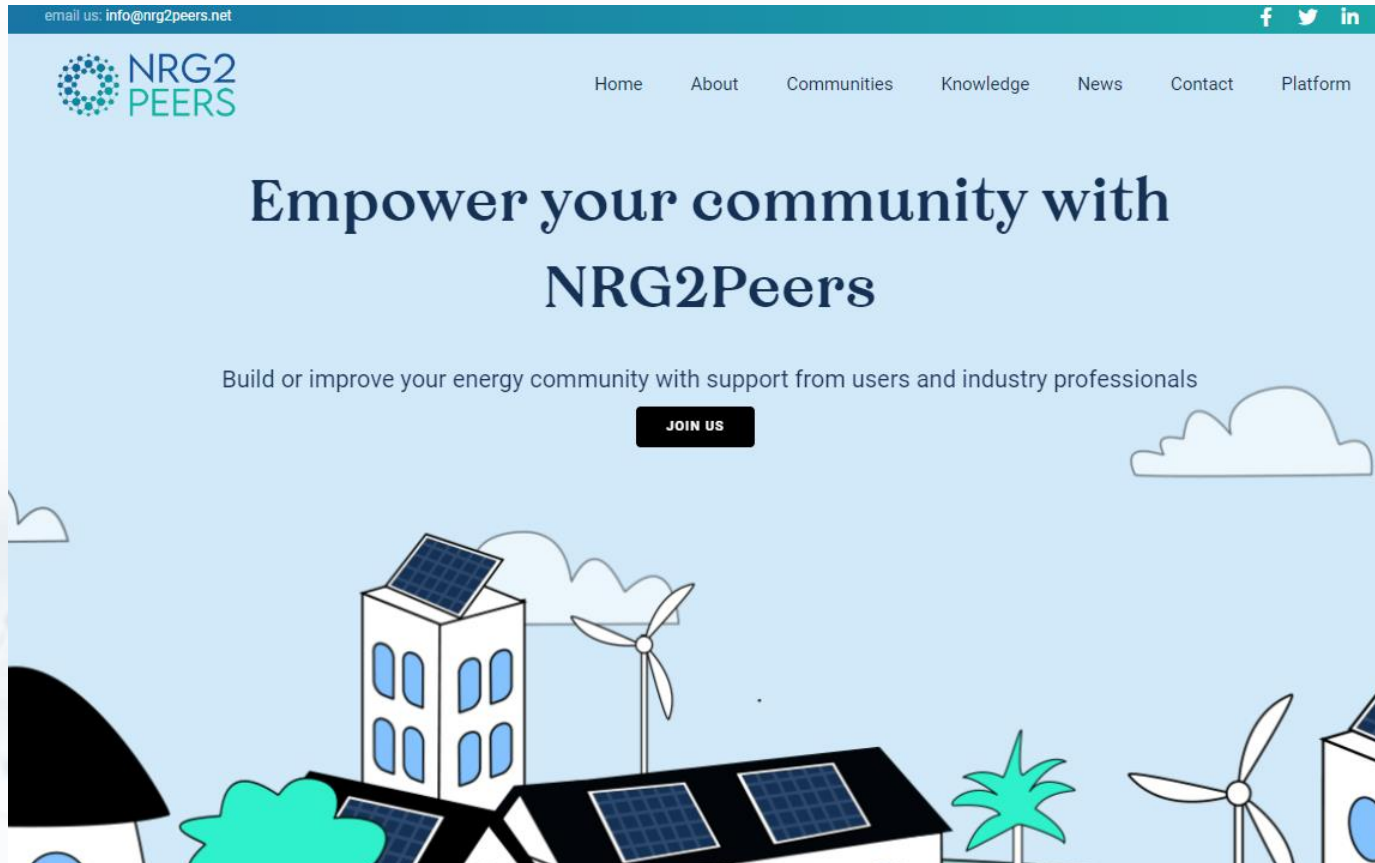 email us: info@nrg2peers.net
NRG2
PEERS
Home About Communities Knowledge News Contact Platform
Empower your community with
NRG2Peers
Build or improve your energy community with support from users and industry professionals
JOIN US